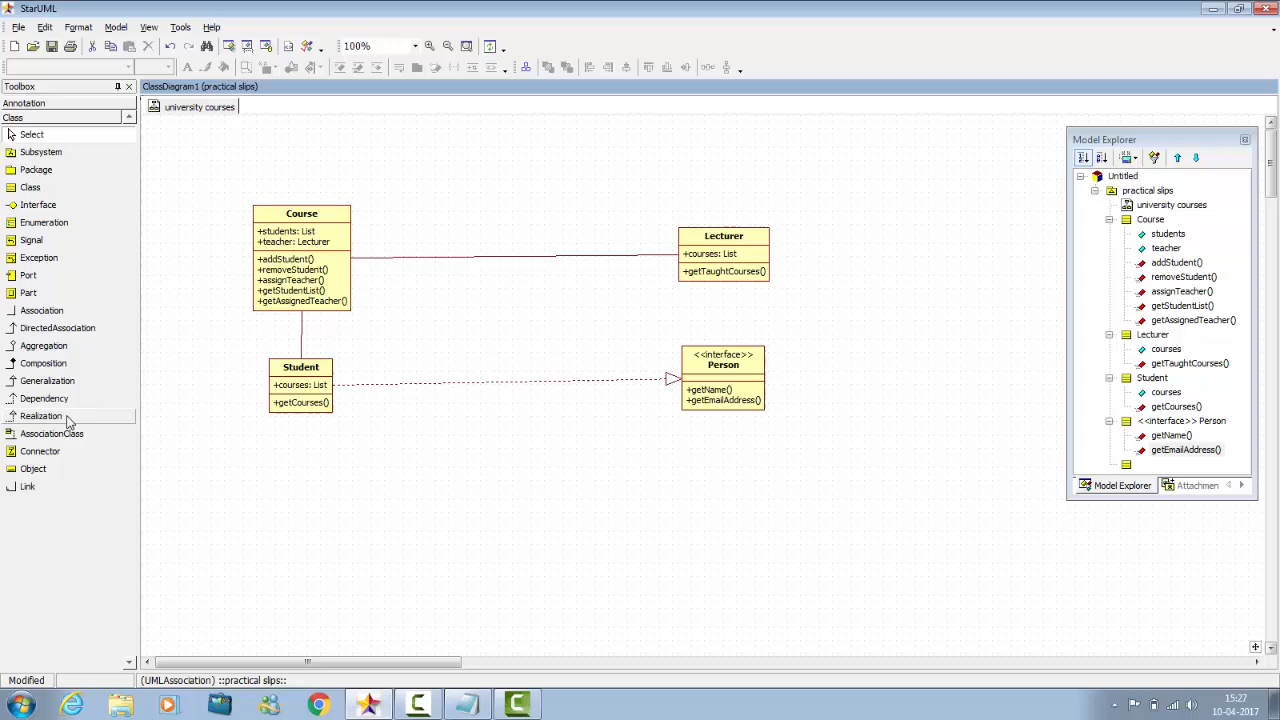 StarUML
File Edit Format Model View Tools Help
100%
Toolbox
Annotation
Class
Select
Subsystem
Package
Class
Interface
Enumeration
Signal
Exception
Port
Part
Association
DirectedAssociation
Aggregation
Composition
Generalization
Dependency
Realization
AssociationClass
Connector
Object
Link
ClassDiagram1 (practical slips)
university courses
Course
+students: List
+teacher: Lecturer
+addStudent()
+removeStudent()
+assignTeacher()
+getStudentList()
+getAssignedTeacher()
Lecturer
+courses: List
+getTaughtCourses()
Student
+courses: List
+getCourses()
<<interface>>
Person
+getName()
+getEmailAddress()
Model Explorer
Untitled
practical slips
university courses
Course
students
teacher
addStudent()
removeStudent()
assignTeacher()
getStudentList()
getAssignedTeacher()
Lecturer
courses
getTaughtCourses()
Student
courses
getCourses()
<<interface>> Person
getName()
getEmailAddress()
Model Explorer Attachmen
Modified
(UMLAssociation) ::practical slips::
15:27
10-04-2017